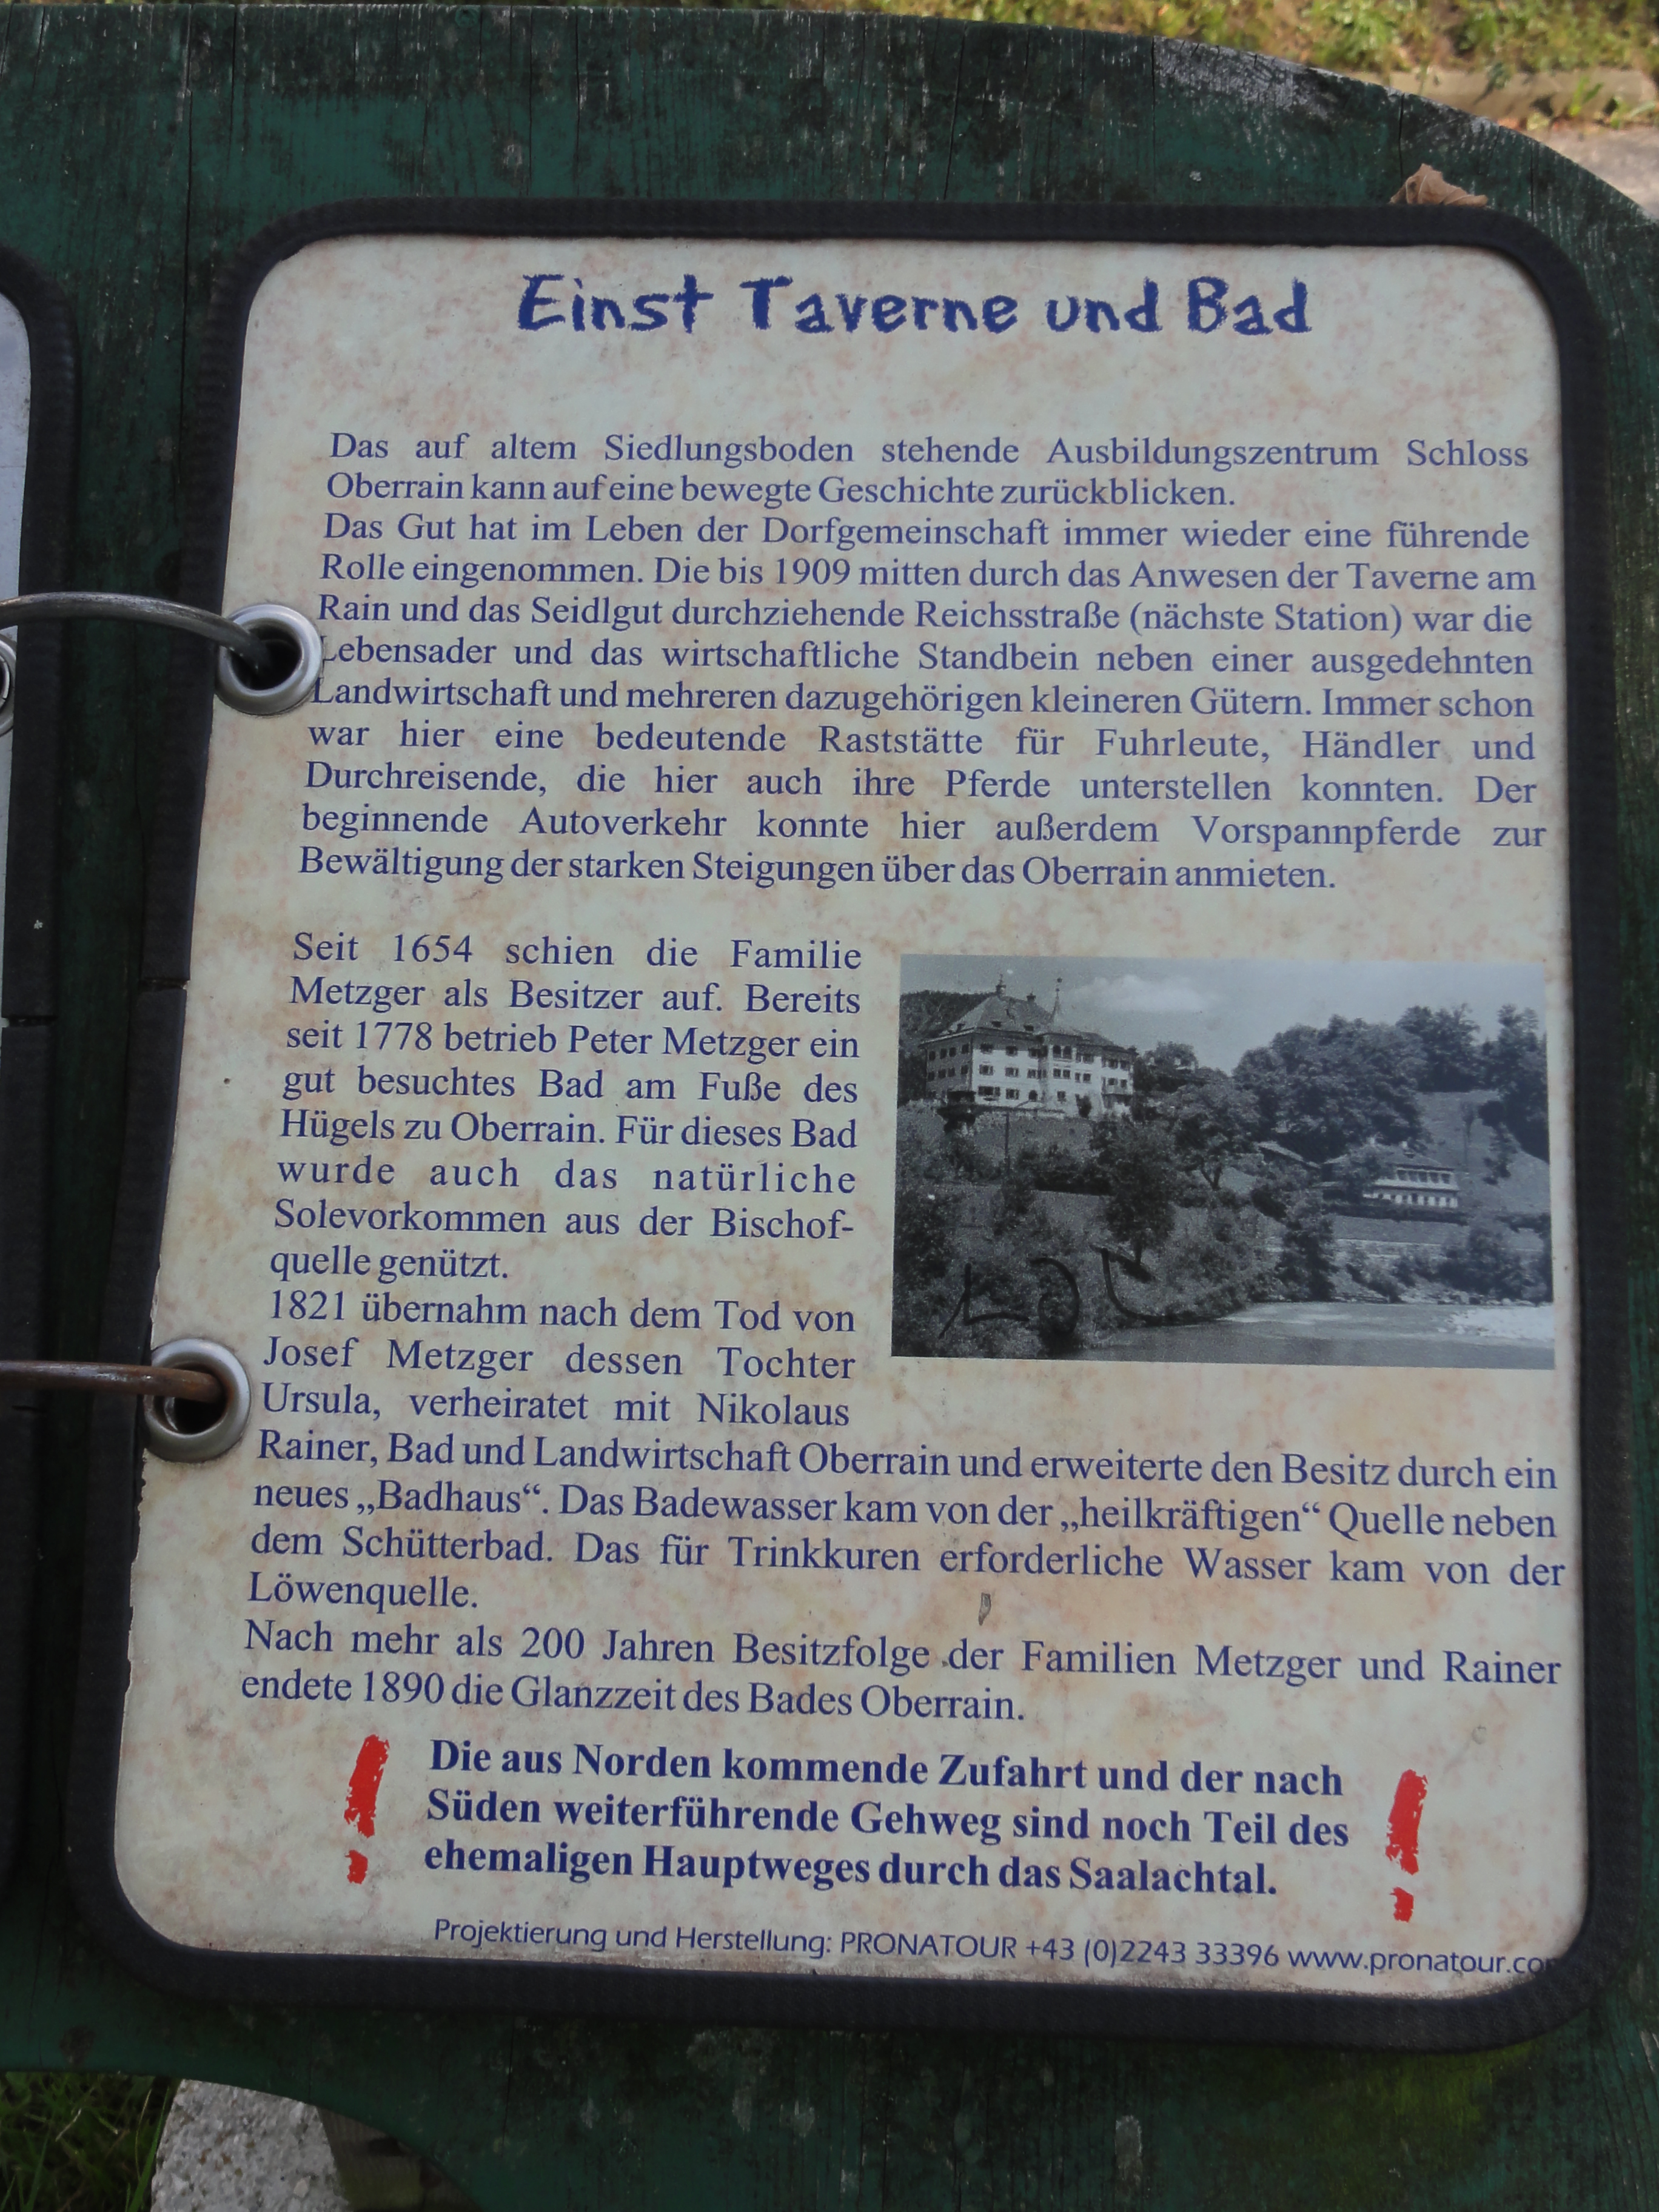 Einst Taverne und Bad
Das auf altem Siedlungsboden stehende Ausbildungszentrum Schloss
Oberrain kann auf eine bewegte Geschichte zurückblicken.
Das Gut hat im Leben der Dorfgemeinschaft immer wieder eine führende
Rolle eingenommen. Die bis 1909 mitten durch das Anwesen der Taverne am
Rain und das Seidlgut durchziehende Reichsstraße (nächste Station) war die
Lebensader und das wirtschaftliche Standbein neben einer ausgedehnten
Landwirtschaft und mehreren dazugehörigen kleineren Gütern. Immer schon
war hier eine bedeutende Raststätte für Fuhrleute, Händler und
Durchreisende, die hier auch ihre Pferde unterstellen konnten. Der
beginnende Autoverkehr konnte hier außerdem Vorspannpferde zur
Bewältigung der starken Steigungen über das Oberrain anmieten.
Seit 1654 schien die Familie
Metzger als Besitzer auf. Bereits
seit 1778 betrieb Peter Metzger ein
gut besuchtes Bad am Fuße des
Hügels zu Oberrain. Für dieses Bad
wurde auch das natürliche
Solevorkommen aus der Bischof-
quelle genützt.
1821 übernahm nach dem Tod von
Josef Metzger dessen Tochter
Ursula, verheiratet mit Nikolaus
Rainer, Bad und Landwirtschaft Oberrain und erweiterte den Besitz durch ein
neues „Badhaus“. Das Badewasser kam von der „heilkräftigen“ Quelle neben
dem Schütterbad. Das für Trinkkuren erforderliche Wasser kam von der
Löwenquelle.
Nach mehr als 200 Jahren Besitzfolge der Familien Metzger und Rainer
endete 1890 die Glanzzeit des Bades Oberrain.
! Die aus Norden kommende Zufahrt und der nach !
Süden weiterführende Gehweg sind noch Teil des
ehemaligen Hauptweges durch das Saalachtal.
Projektierung und Herstellung: PRONATOUR +43 (0)2243 33396 www.pronatour.co